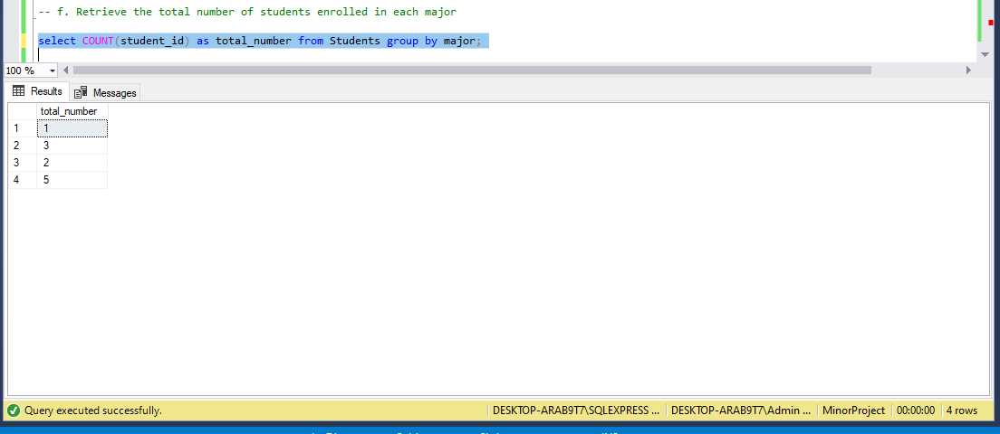 -- f. Retrieve the total number of students enrolled in each major
select COUNT(student_id) as total_number from Students group by major;
100 %
Results Messages
total_number
1 1
2 3
3 2
4 5
Query executed successfully. DESKTOP-ARAB9T7\SQLEXPRESS ... DESKTOP-ARAB9T7\Admin ... MinorProject 00:00:00 4 rows